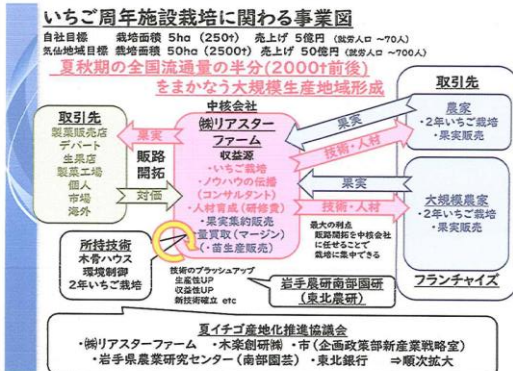 いちご周年施設栽培に関わる事業図
自社目標 栽培面積 5ha (250t) 売上げ 5億円 (就労人口 ~70人)
気仙地域目標 栽培面積 50ha (2500t) 売上げ 50億円 (就労人口 ~700人)
夏秋期の全国流通量の半分(2000t前後)
をまかなう大規模生産地域形成
取引先
製菓販売店
デパート
生果店
製菓工場
個人
市場
海外
果実
販路
開拓
対価
中核会社
㈱リアスター
ファーム
収益源
・いちご栽培
・ノウハウの伝播
(コンサルタント)
・人材育成(研修費)
・果実集約販売
・量買取(マージン)
(・苗生産販売)
果実
技術・人材
果実
技術・人材
取引先
農家
・2年いちご栽培
・果実販売
大規模農家
・2年いちご栽培
・果実販売
フランチャイズ
最大の利点
販路開拓を中核会社
に任せることで
栽培に集中できる
所持技術
木骨ハウス
環境制御
2年いちご栽培
技術のブラッシュアップ
生産性UP
収益性UP
新技術確立 etc
岩手農研南部園研
(東北農研)
夏イチゴ産地化推進協議会
・㈱リアスターファーム ・木楽創研㈱ ・市(企画政策部新産業戦略室)
・岩手県農業研究センター(南部園芸) ・東北銀行 ⇒順次拡大